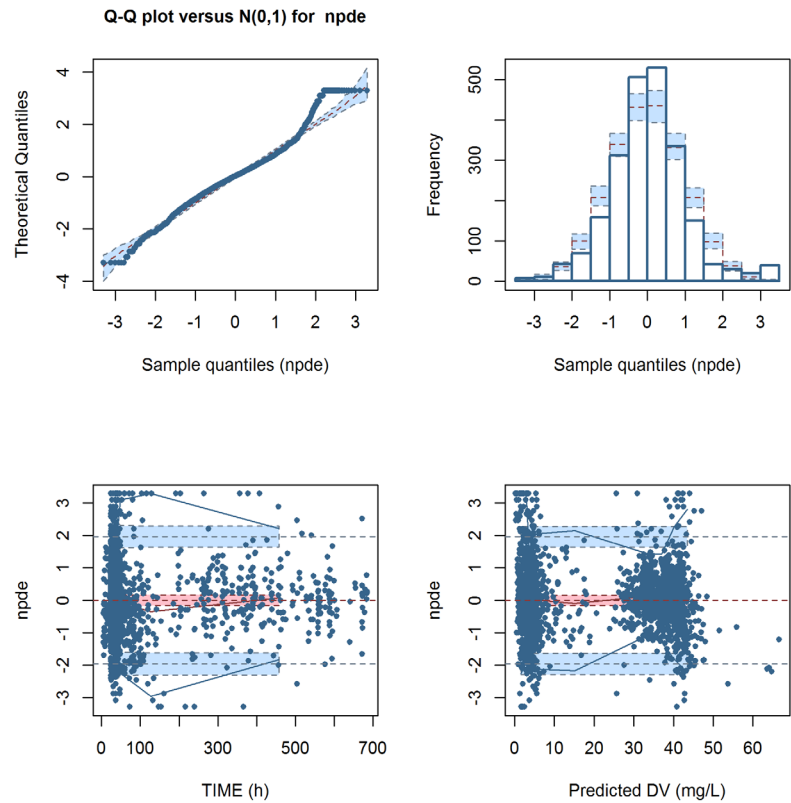 Q-Q plot versus N(0,1) for npde
Theoretical Quantiles
4
2
0
-2
-4
-3 -2 -1 0 1 2 3
Sample quantiles (npde)
Frequency
500
300
100
0
-3 -2 -1 0 1 2 3
Sample quantiles (npde)
npde
3
2
1
0
-1
-2
-3
0 100 300 500 700
TIME (h)
npde
3
2
1
0
-1
-2
-3
0 10 20 30 40 50 60
Predicted DV (mg/L)